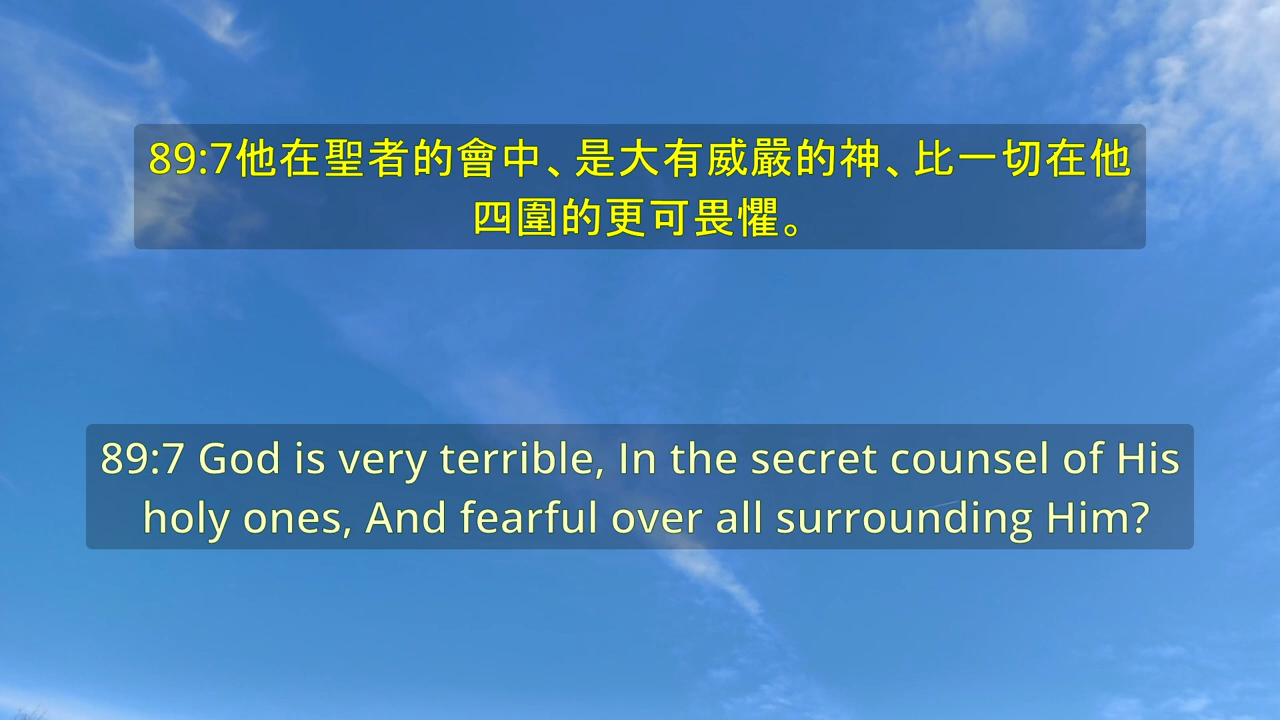 89:7他在聖者的會中、是大有威嚴的神、比一切在他
四圍的更可畏懼。
89:7 God is very terrible, In the secret counsel of His
holy ones, And fearful over all surrounding Him?